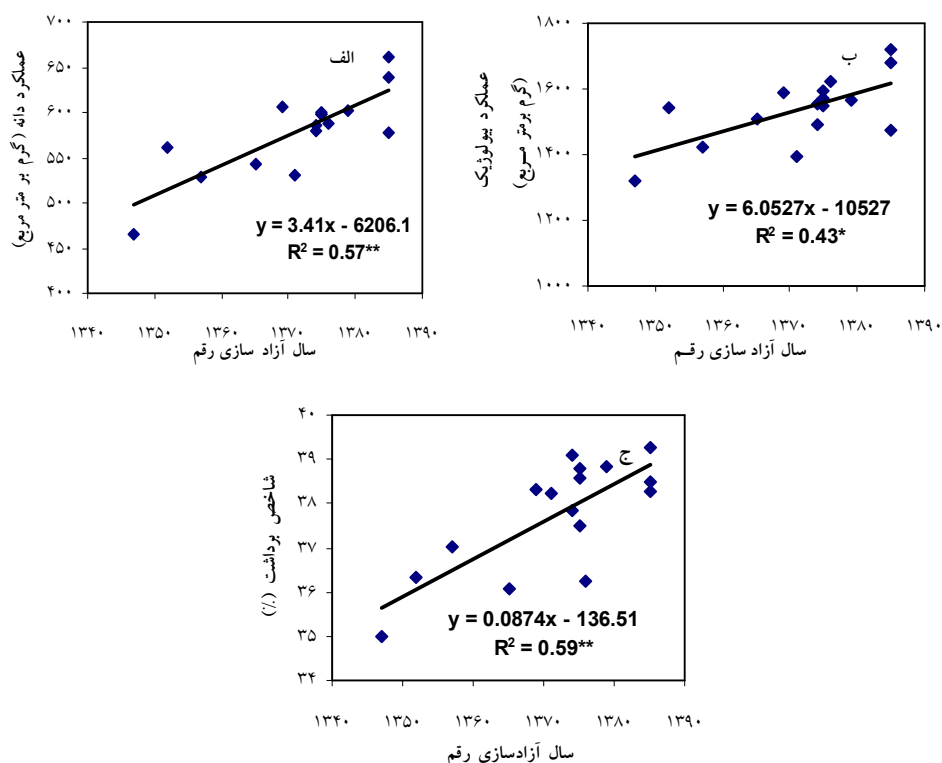 الف
عملکرد دانه (گرم بر متر مربع)
۷۰۰
۶۵۰
۶۰۰
۵۵۰
۵۰۰
۴۵۰
۴۰۰
y = 3.41x - 6206.1
R² = 0.57**
۱۳۴۰ ۱۳۵۰ ۱۳۶۰ ۱۳۷۰ ۱۳۸۰ ۱۳۹۰
سال آزاد سازی رقم
ب
عملکرد بیولوژیک
(گرم برمتر مربع)
۱۸۰۰
۱۶۰۰
۱۴۰۰
۱۲۰۰
۱۰۰۰
y = 6.0527x - 10527
R² = 0.43*
۱۳۴۰ ۱۳۵۰ ۱۳۶۰ ۱۳۷۰ ۱۳۸۰ ۱۳۹۰
سال آزاد سازی رقم
ج
شاخص برداشت (٪)
۴۰
۳۹
۳۸
۳۷
۳۶
۳۵
۳۴
y = 0.0874x - 136.51
R² = 0.59**
۱۳۴۰ ۱۳۵۰ ۱۳۶۰ ۱۳۷۰ ۱۳۸۰ ۱۳۹۰
سال آزادسازی رقم